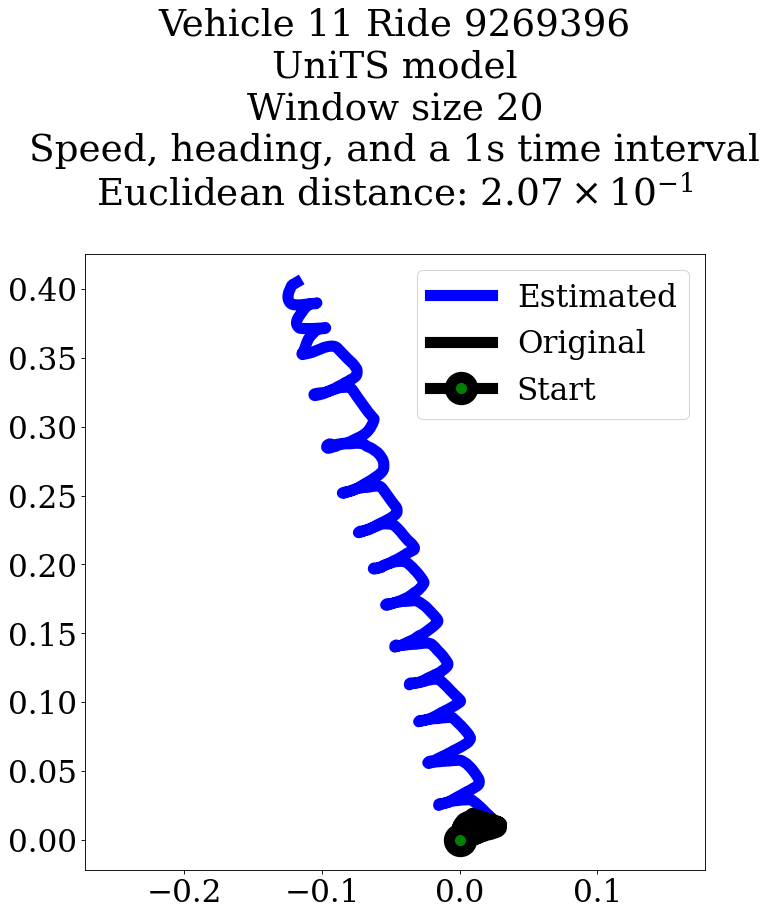 Vehicle 11 Ride 9269396
UniTS model
Window size 20
Speed, heading, and a 1s time interval
Euclidean distance: 2.07 × 10⁻¹
Estimated
Original
Start
0.40
0.35
0.30
0.25
0.20
0.15
0.10
0.05
0.00
−0.2 −0.1 0.0 0.1